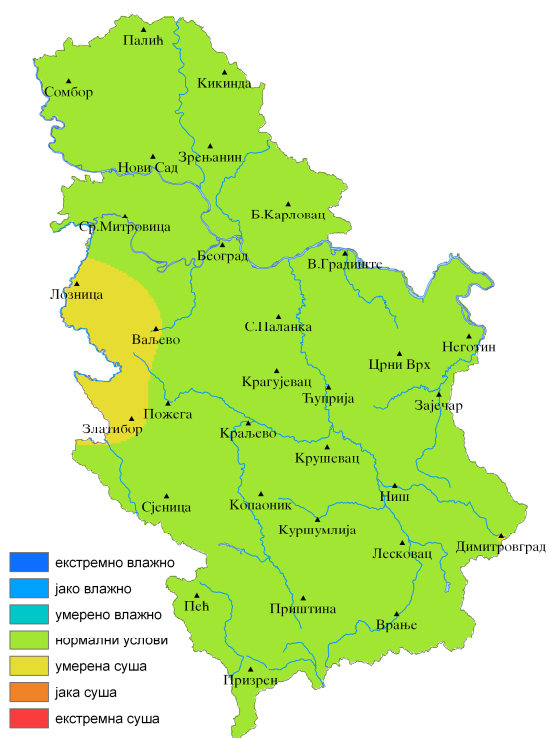 Палић
Кикинда
Сомбор
Зрењанин
Нови Сад
Б.Карловац
Ср.Митровица
Београд
В.Градиште
Лозница
С.Паланка
Ваљево
Неготин
Црни Врх
Крагујевац
Ћуприја
Зајечар
Пожега
Златибор
Краљево
Крушевац
Ниш
Сјеница
Копаоник
Куршумлија
Димитровград
Лесковац
Пећ
Приштина
Врање
Призрен
екстремно влажно
јако влажно
умерено влажно
нормални услови
умерена суша
јака суша
екстремна суша